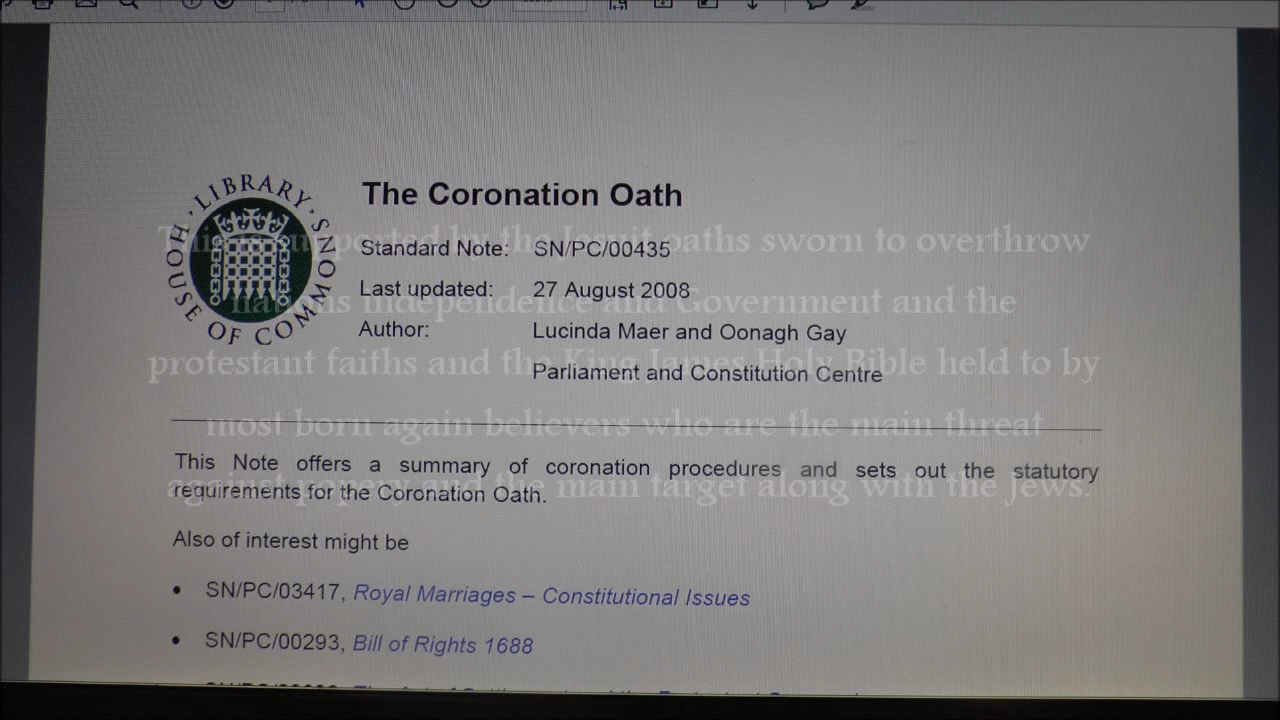 LIBRARY
HOUSE OF COMMONS
The Coronation Oath
Standard Note: SN/PC/00435
Last updated: 27 August 2008
Author: Lucinda Maer and Oonagh Gay
Parliament and Constitution Centre
This Note offers a summary of coronation procedures and sets out the statutory
requirements for the Coronation Oath.
Also of interest might be
• SN/PC/03417, Royal Marriages – Constitutional Issues
• SN/PC/00293, Bill of Rights 1688
by the Jesuit oaths sworn to overthrow
independence and Government and the
protestant faiths and the King James Holy Bible held to by
most born again believers who are the main threat
against popery and the main target along with the Jews.